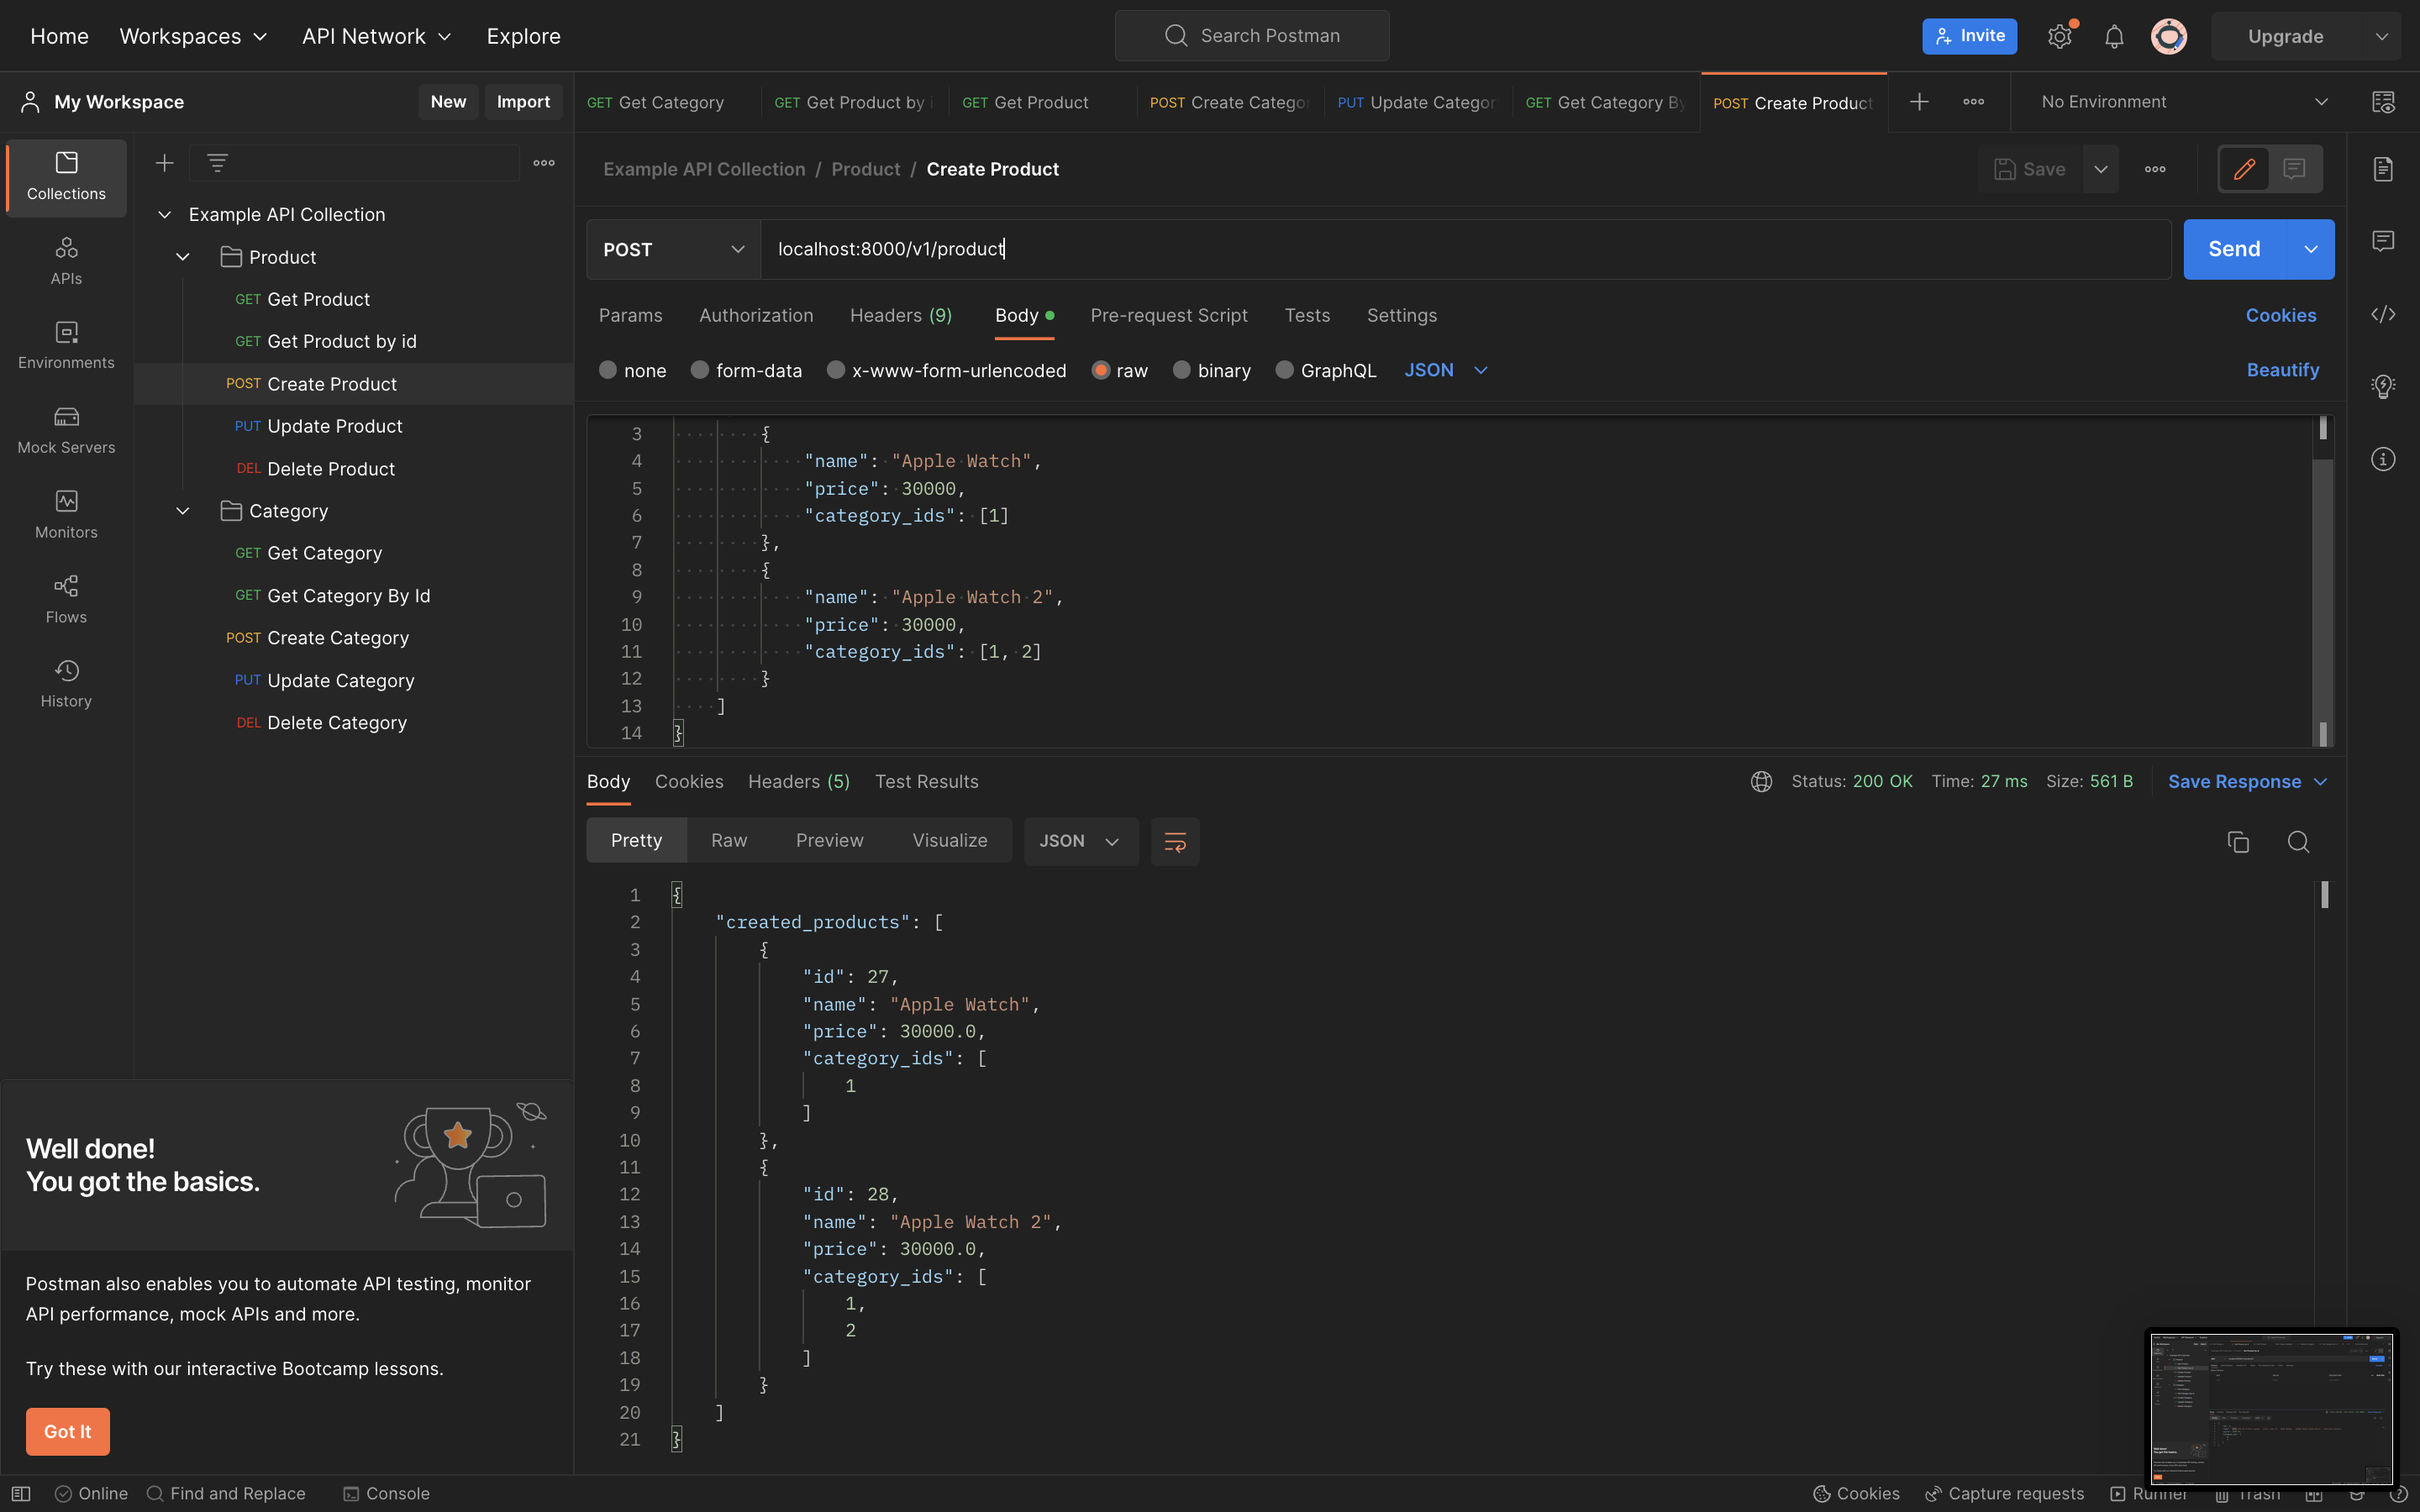 Home Workspaces API Network Explore Search Postman Invite Upgrade
My Workspace New Import
GET Get Category GET Get Product by GET Get Product POST Create Categor PUT Update Categor GET Get Category By POST Create Product No Environment
Collections
APIs
Environments
Mock Servers
Monitors
Flows
History
Example API Collection
Product
GET Get Product
GET Get Product by id
POST Create Product
PUT Update Product
DEL Delete Product
Category
GET Get Category
GET Get Category By Id
POST Create Category
PUT Update Category
DEL Delete Category
Well done!
You got the basics.
Postman also enables you to automate API testing, monitor
API performance, mock APIs and more.
Try these with our interactive Bootcamp lessons.
Got It
Example API Collection / Product / Create Product Save
POST localhost:8000/v1/product Send
Params Authorization Headers (9) Body Pre-request Script Tests Settings Cookies
none form-data x-www-form-urlencoded raw binary GraphQL JSON Beautify
3 {
4 "name": "Apple Watch",
5 "price": 30000,
6 "category_ids": [1]
7 },
8 {
9 "name": "Apple Watch 2",
10 "price": 30000,
11 "category_ids": [1, 2]
12 }
13 ]
14 }
Body Cookies Headers (5) Test Results Status: 200 OK Time: 27 ms Size: 561 B Save Response
Pretty Raw Preview Visualize JSON
1 {
2 "created_products": [
3 {
4 "id": 27,
5 "name": "Apple Watch",
6 "price": 30000.0,
7 "category_ids": [
8 1
9 ]
10 },
11 {
12 "id": 28,
13 "name": "Apple Watch 2",
14 "price": 30000.0,
15 "category_ids": [
16 1,
17 2
18 ]
19 }
20 ]
21 }
Online Find and Replace Console Cookies Capture requests Runner Trash